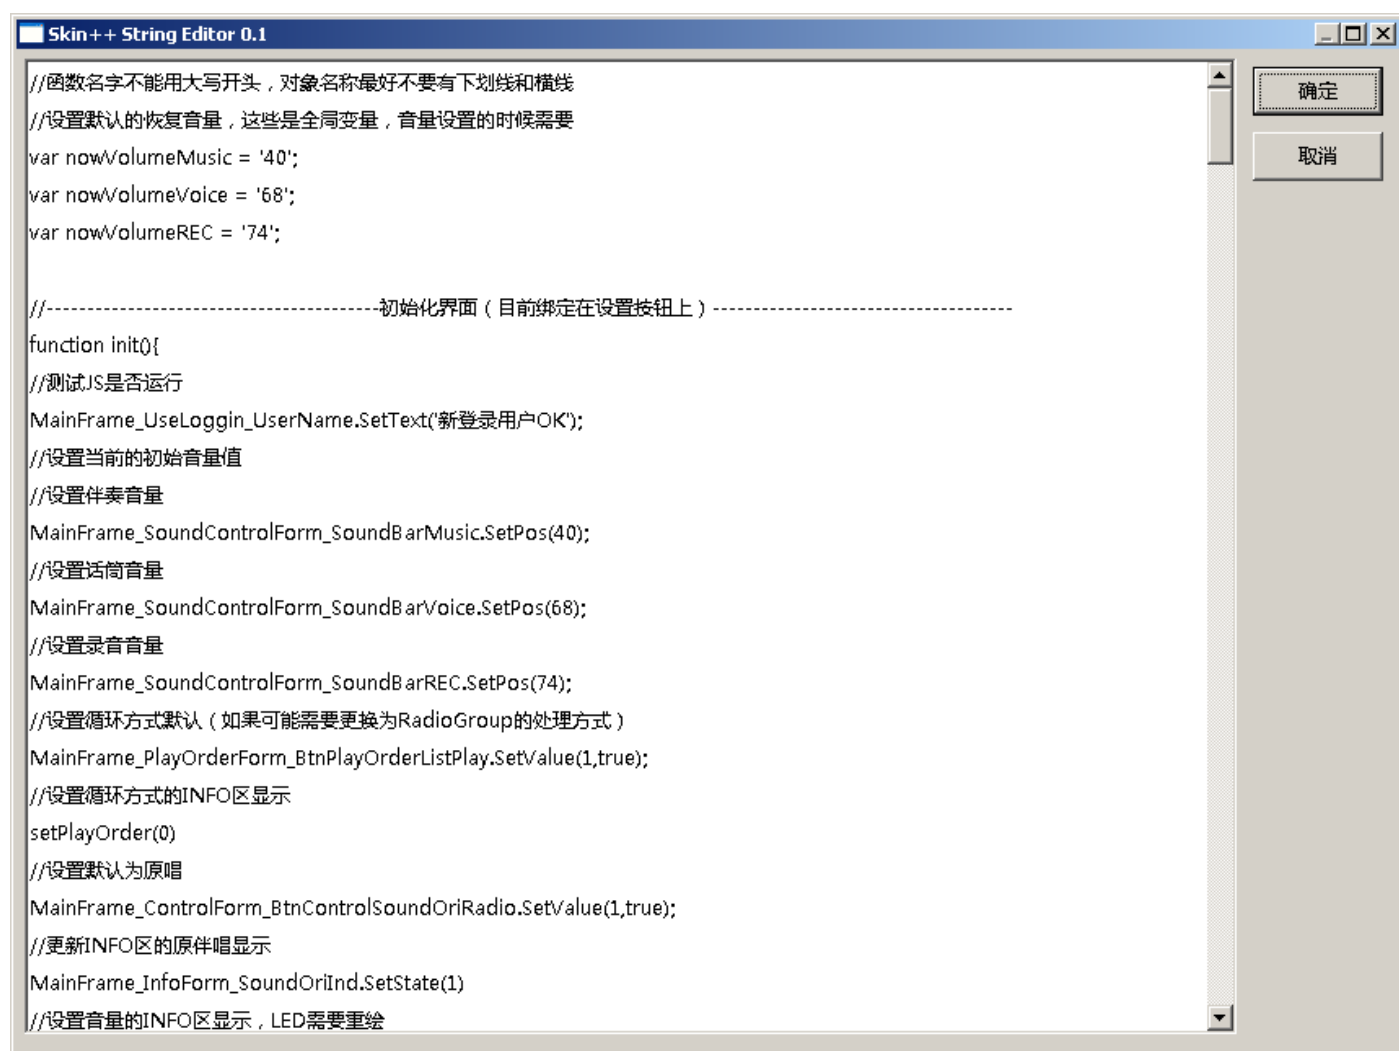 Skin++ String Editor 0.1
//函数名字不能用大写开头，对象名称最好不要有下划线和横线
//设置默认的恢复音量，这些是全局变量，音量设置的时候需要
var nowVolumeMusic = '40';
var nowVolumeVoice = '68';
var nowVolumeREC = '74';
//-----------------------------------------初始化界面（目前绑定在设置按钮上）-------------------------------------
function init(){
//测试JS是否运行
MainFrame_UseLoggin_UserName.SetText('新登录用户OK');
//设置当前的初始音量值
//设置伴奏音量
MainFrame_SoundControlForm_SoundBarMusic.SetPos(40);
//设置话筒音量
MainFrame_SoundControlForm_SoundBarVoice.SetPos(68);
//设置录音音量
MainFrame_SoundControlForm_SoundBarREC.SetPos(74);
//设置循环方式默认（如果可能需要更换为RadioGroup的处理方式）
MainFrame_PlayOrderForm_BtnPlayOrderListPlay.SetValue(1,true);
//设置循环方式的INFO区显示
setPlayOrder(0)
//设置默认为原唱
MainFrame_ControlForm_BtnControlSoundOriRadio.SetValue(1,true);
//更新INFO区的原伴唱显示
MainFrame_InfoForm_SoundOriInd.SetState(1)
//设置音量的INFO区显示，LED需要重绘
确定
取消